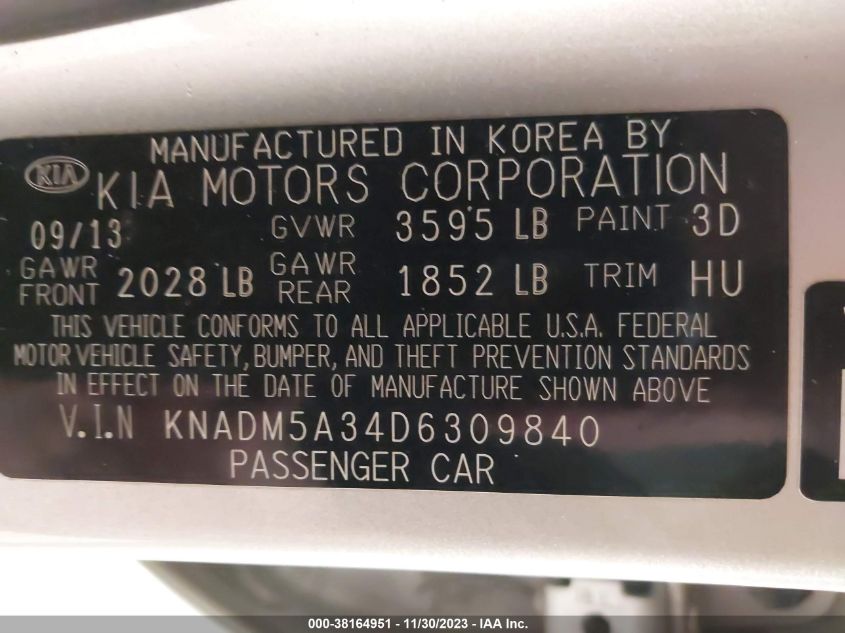 MANUFACTURED IN KOREA BY
KIA KIA MOTORS CORPORATION
09/13 GVWR 3595 LB PAINT 3D
GAWR FRONT 2028 LB GAWR REAR 1852 LB TRIM HU
THIS VEHICLE CONFORMS TO ALL APPLICABLE U.S.A. FEDERAL
MOTOR VEHICLE SAFETY, BUMPER, AND THEFT PREVENTION STANDARDS
IN EFFECT ON THE DATE OF MANUFACTURE SHOWN ABOVE
V.I.N KNADM5A34D6309840
PASSENGER CAR
000-38164951 - 11/30/2023 - IAA Inc.